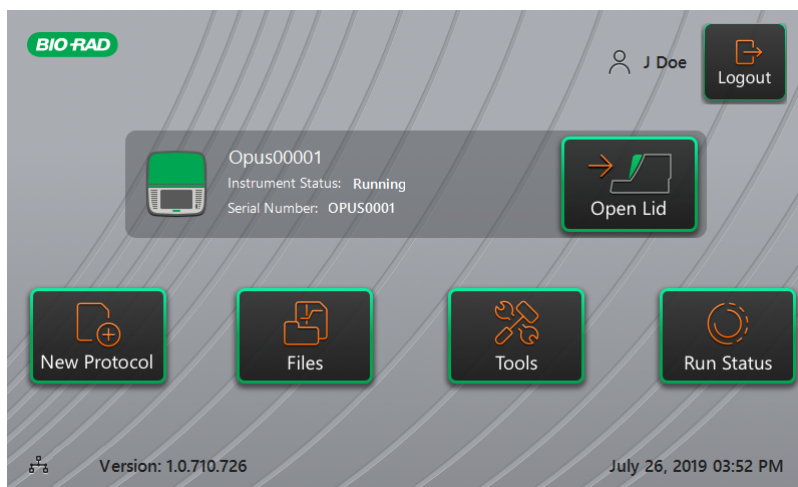 BIO-RAD
J Doe
Logout
Opus00001
Instrument Status: Running
Serial Number: OPUS0001
Open Lid
New Protocol
Files
Tools
Run Status
Version: 1.0.710.726
July 26, 2019 03:52 PM